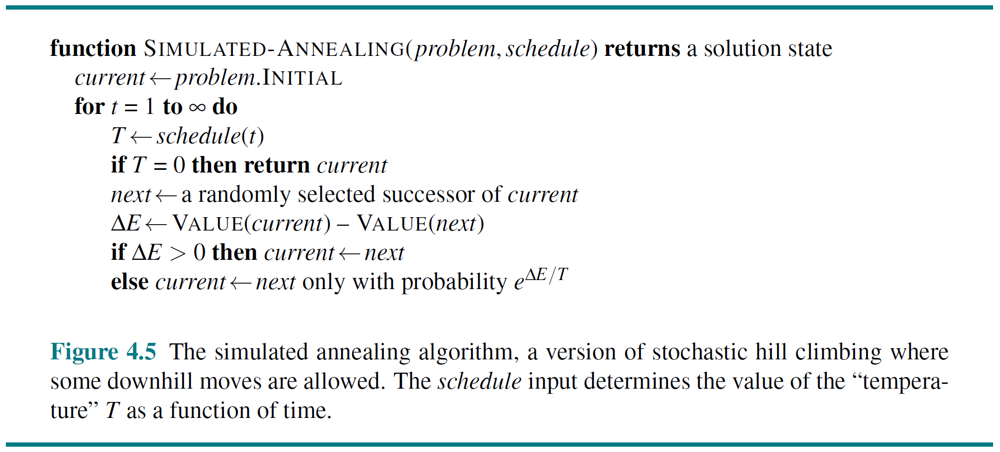 function SIMULATED-ANNEALING(problem, schedule) returns a solution state
current ← problem.INITIAL
for t = 1 to ∞ do
T ← schedule(t)
if T = 0 then return current
next ← a randomly selected successor of current
ΔE ← VALUE(current) – VALUE(next)
if ΔE > 0 then current ← next
else current ← next only with probability e^{ΔE/T}
Figure 4.5 The simulated annealing algorithm, a version of stochastic hill climbing where
some downhill moves are allowed. The schedule input determines the value of the “tempera-
ture” T as a function of time.